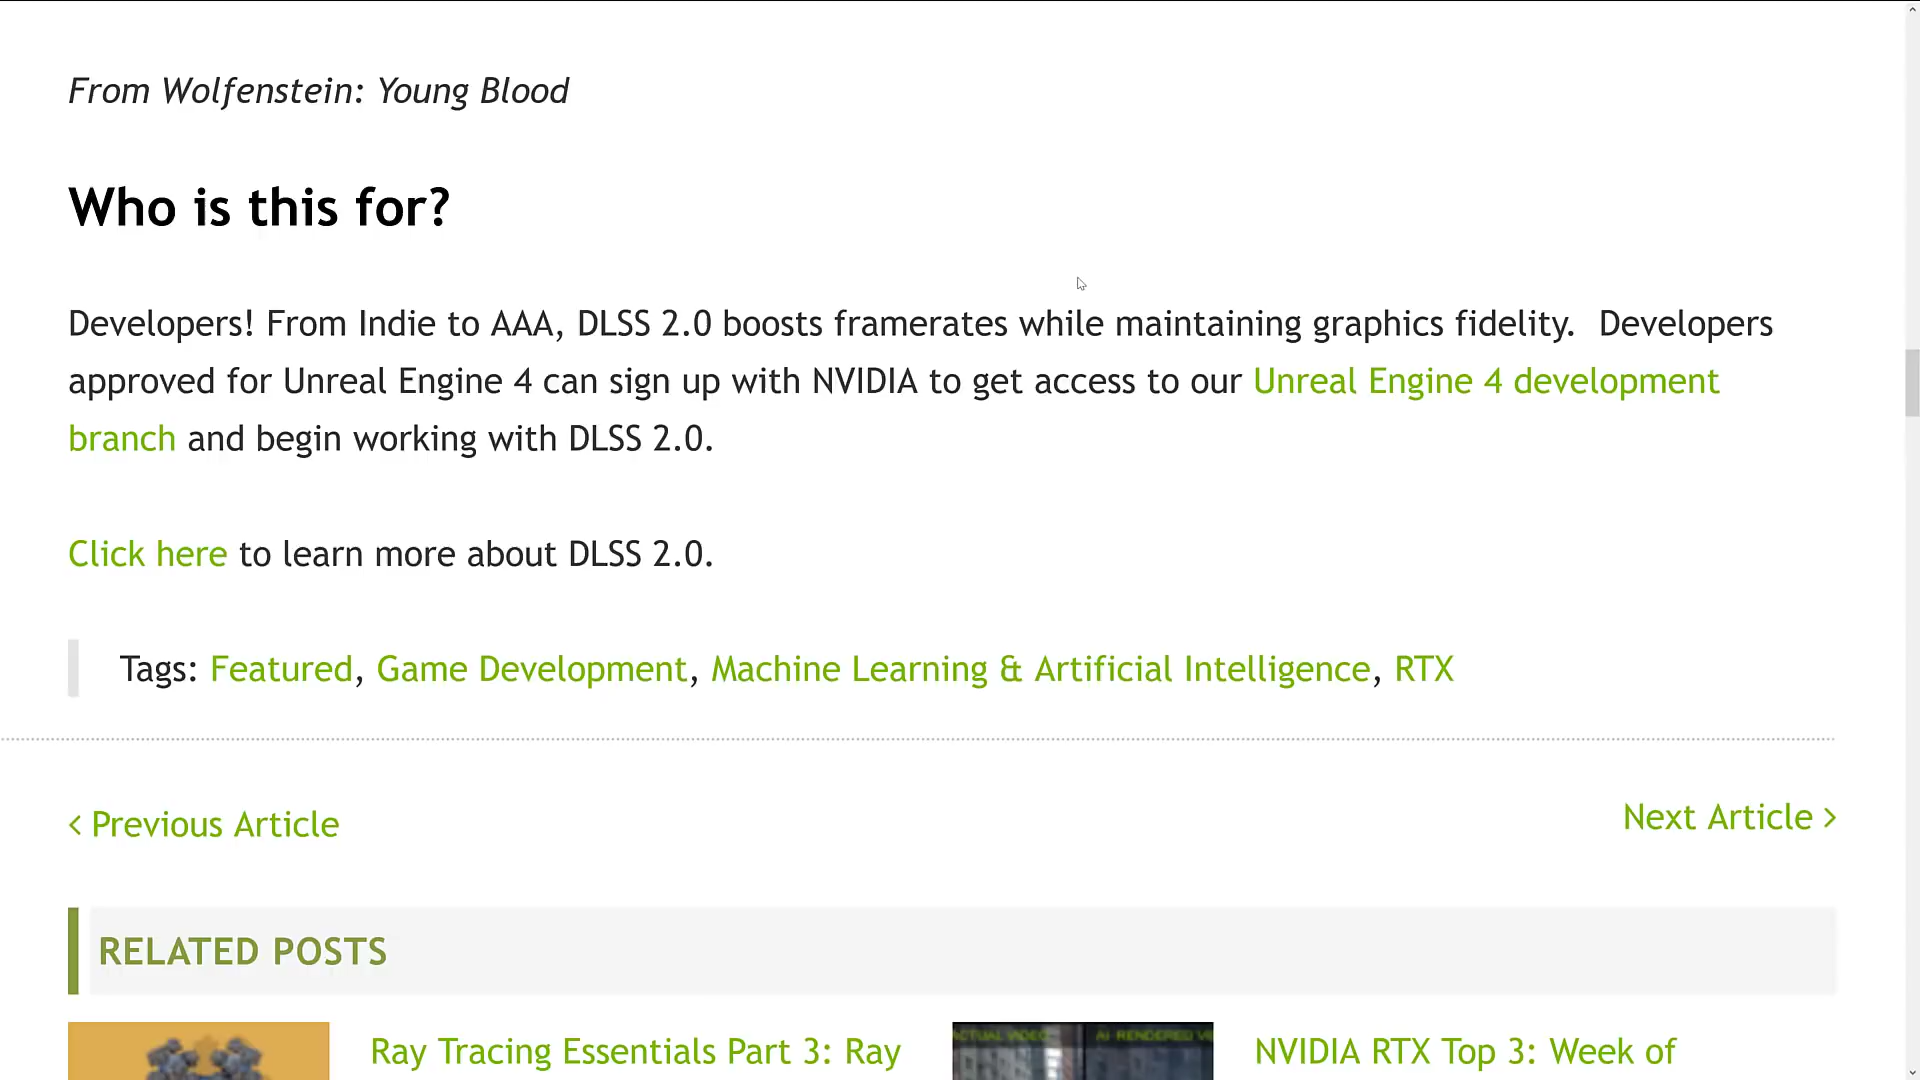 From Wolfenstein: Young Blood
Who is this for?
Developers! From Indie to AAA, DLSS 2.0 boosts framerates while maintaining graphics fidelity.  Developers
approved for Unreal Engine 4 can sign up with NVIDIA to get access to our Unreal Engine 4 development
branch and begin working with DLSS 2.0.
Click here to learn more about DLSS 2.0.
Tags: Featured, Game Development, Machine Learning & Artificial Intelligence, RTX
‹ Previous Article
Next Article ›
RELATED POSTS
Ray Tracing Essentials Part 3: Ray
ACTUAL VIDEO AI RENDERED
NVIDIA RTX Top 3: Week of